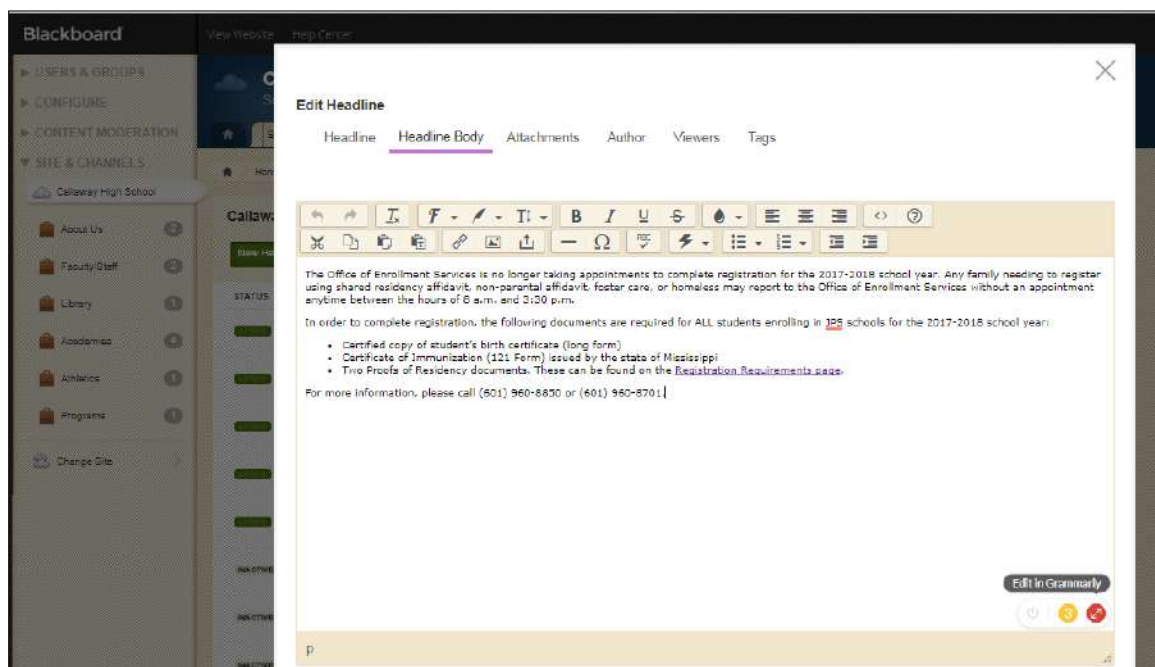 Blackboard
View Website Help Center
USERS & GROUPS
CONFIGURE
CONTENT MODERATION
SITE & CHANNELS
Callaway High School
About Us
Faculty/Staff
Library
Academies
Athletics
Programs
Change Site
STATUS
Edit Headline
Headline Headline Body Attachments Author Viewers Tags
The Office of Enrollment Services is no longer taking appointments to complete registration for the 2017-2018 school year. Any family needing to register
using shared residency affidavit, non-parental affidavit, foster care, or homeless may report to the Office of Enrollment Services without an appointment
anytime between the hours of 8 a.m. and 3:30 p.m.
In order to complete registration, the following documents are required for ALL students enrolling in JPS schools for the 2017-2018 school year:
• Certified copy of student's birth certificate (long form)
• Certificate of Immunization (121 Form) issued by the state of Mississippi
• Two Proofs of Residency documents. These can be found on the Registration Requirements page.
For more information, please call (601) 960-8850 or (601) 960-8701.
Edit in Grammarly
3
p